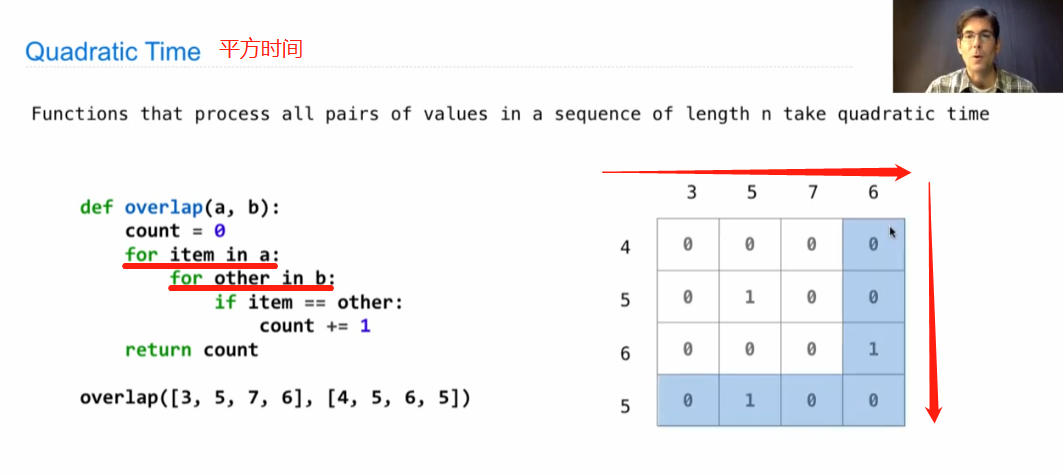 Quadratic Time 平方时间
Functions that process all pairs of values in a sequence of length n take quadratic time
def overlap(a, b):
    count = 0
    for item in a:
        for other in b:
            if item == other:
                count += 1
    return count
overlap([3, 5, 7, 6], [4, 5, 6, 5])
3 5 7 6
4 0 0 0 0
5 0 1 0 0
6 0 0 0 1
5 0 1 0 0